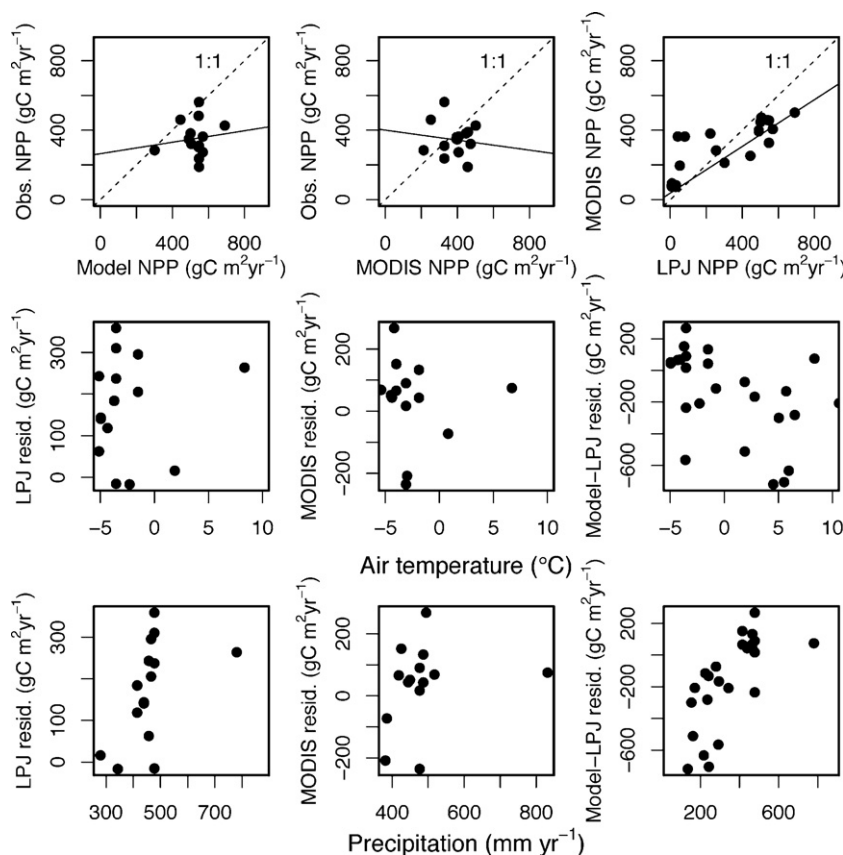 1:1
Obs. NPP (gC m²yr⁻¹)
0 400 800
0 400 800
Model NPP (gC m²yr⁻¹)
1:1
Obs. NPP (gC m²yr⁻¹)
0 400 800
0 400 800
MODIS NPP (gC m²yr⁻¹)
1:1
MODIS NPP (gC m²yr⁻¹)
0 400 800
0 400 800
LPJ NPP (gC m²yr⁻¹)
LPJ resid. (gC m²yr⁻¹)
0 100 300
−5 0 5 10
MODIS resid. (gC m²yr⁻¹)
−200 0 200
−5 0 5 10
Model−LPJ resid. (gC m²yr⁻¹)
−600 −200 200
−5 0 5 10
Air temperature (°C)
LPJ resid. (gC m²yr⁻¹)
0 100 300
300 500 700
MODIS resid. (gC m²yr⁻¹)
−200 0 200
400 600 800
Model−LPJ resid. (gC m²yr⁻¹)
−600 −200 200
200 600
Precipitation (mm yr⁻¹)